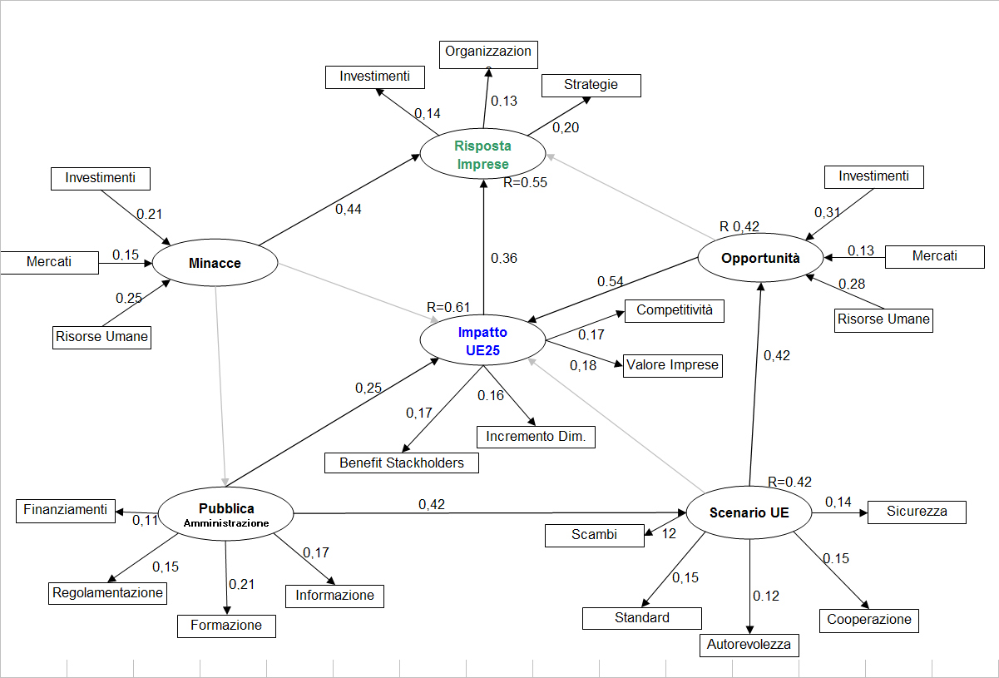 Organizzazion
Investimenti
Strategie
0.13
0,14
0,20
Risposta
Imprese
R=0.55
Investimenti
Investimenti
0.21
0,44
0,31
R 0,42
Mercati
0.15
Minacce
0,36
Opportunità
0.13
Mercati
0.54
0.28
0,25
R=0.61
Risorse Umane
Competitività
Risorse Umane
Impatto
UE25
0.17
0,18
Valore Imprese
0,42
0,25
0.16
0,17
Incremento Dim.
Benefit Stackholders
R=0.42
Finanziamenti
0,11
Pubblica
Amministrazione
0,42
Scenario UE
0,14
Sicurezza
Scambi
12
0,17
0,15
0.15
0,15
0.21
Regolamentazione
Informazione
0.12
Formazione
Standard
Cooperazione
Autorevolezza